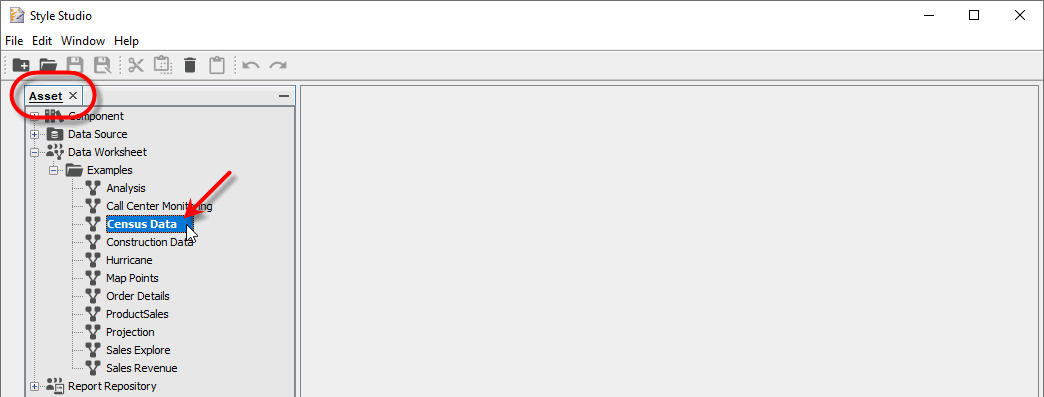 Style Studio
File Edit Window Help
Asset
Component
Data Source
Data Worksheet
Examples
Analysis
Call Center Monitoring
Census Data
Construction Data
Hurricane
Map Points
Order Details
ProductSales
Projection
Sales Explore
Sales Revenue
Report Repository